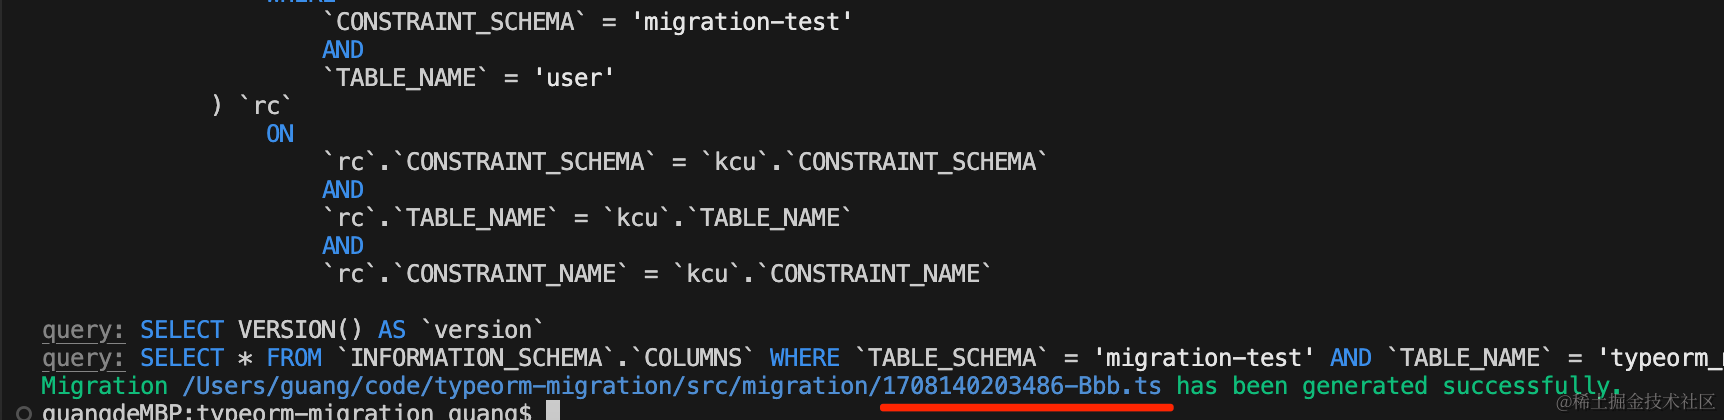 WHERE
`CONSTRAINT_SCHEMA` = 'migration-test'
AND
`TABLE_NAME` = 'user'
) `rc`
ON
`rc`.`CONSTRAINT_SCHEMA` = `kcu`.`CONSTRAINT_SCHEMA`
AND
`rc`.`TABLE_NAME` = `kcu`.`TABLE_NAME`
AND
`rc`.`CONSTRAINT_NAME` = `kcu`.`CONSTRAINT_NAME`
query: SELECT VERSION() AS `version`
query: SELECT * FROM `INFORMATION_SCHEMA`.`COLUMNS` WHERE `TABLE_SCHEMA` = 'migration-test' AND `TABLE_NAME` = 'typeorm_
Migration /Users/guang/code/typeorm-migration/src/migration/1708140203486-Bbb.ts has been generated successfully.
guangdeMBP:typeorm-migration guang$
@稀土掘金技术社区